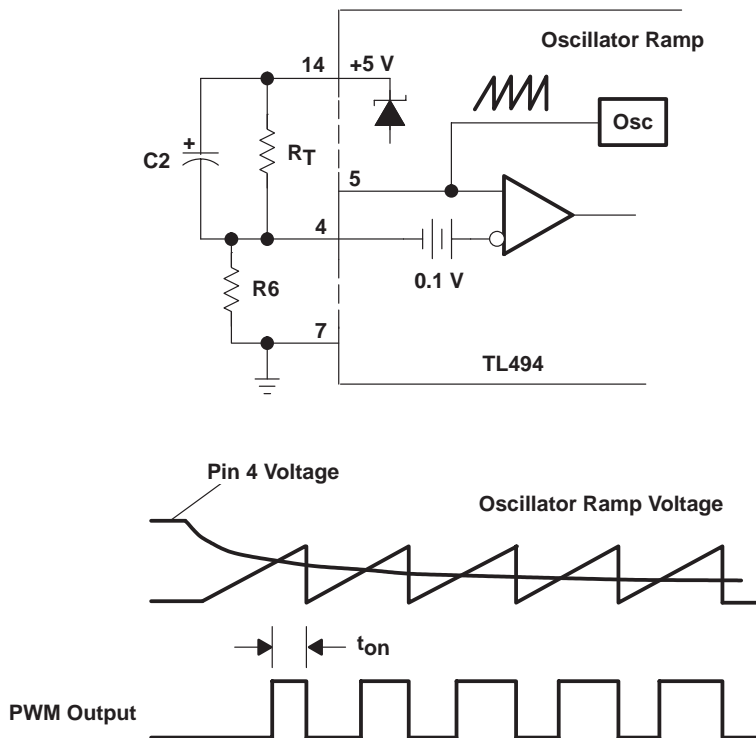 Oscillator Ramp
14
+5 V
Osc
C2
+
RT
5
4
0.1 V
R6
7
TL494
Pin 4 Voltage
Oscillator Ramp Voltage
ton
PWM Output